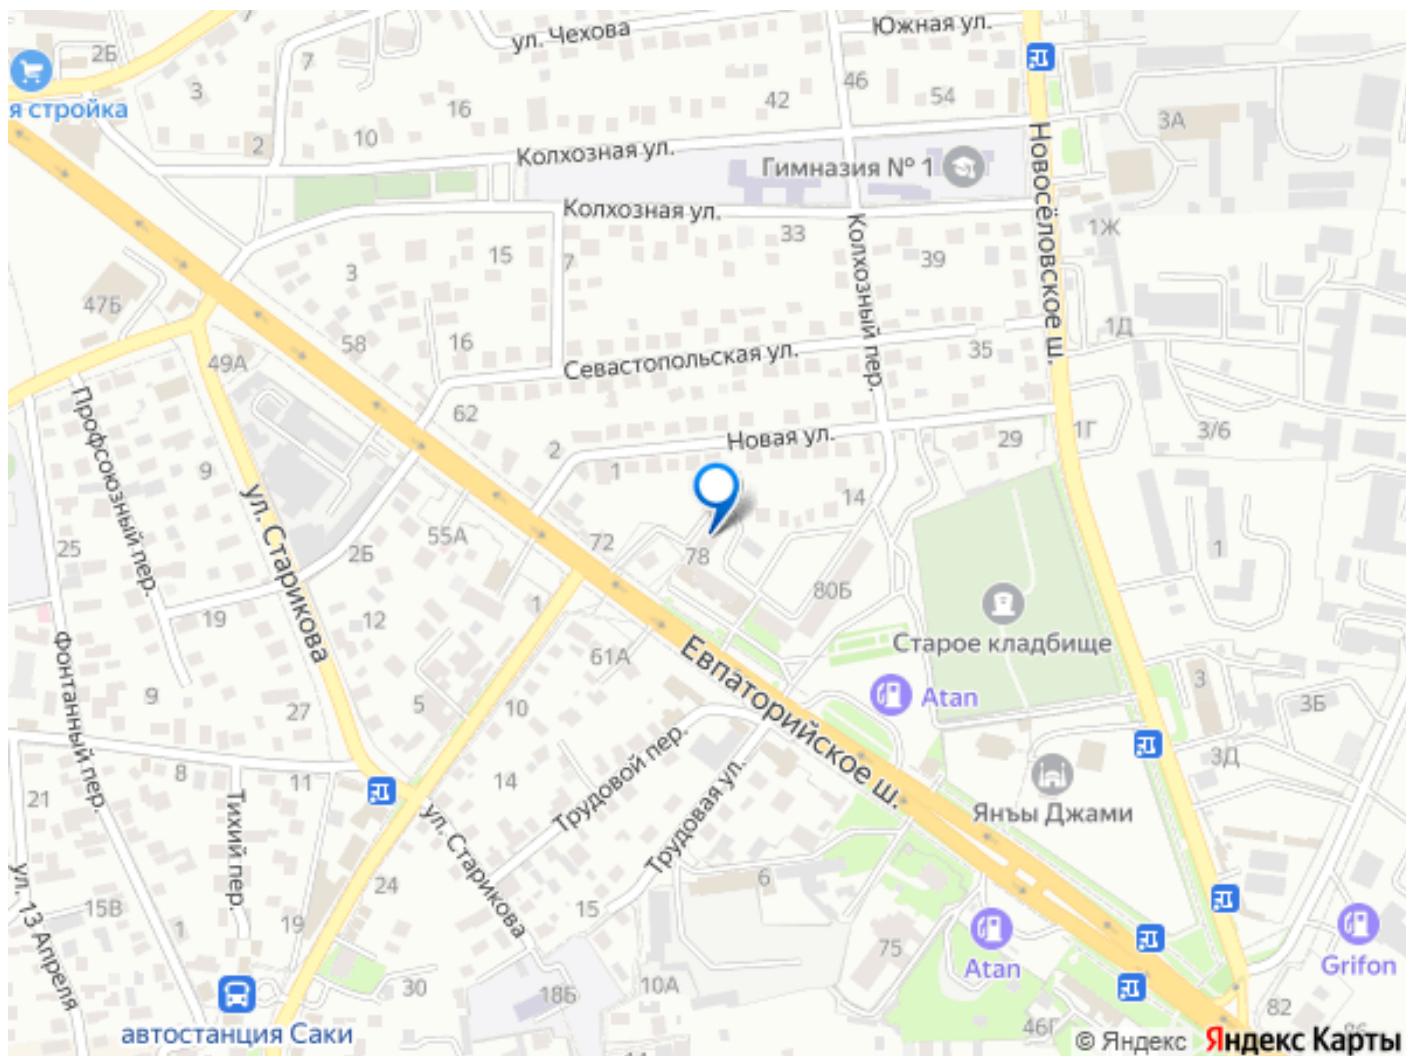 ул. Чехова
Южная ул.
2Б
7
3
16
42
46
54
3А
я стройка
2
10
Колхозная ул.
Гимназия № 1
Новосёловское ш.
Колхозная ул.
Колхозный пер.
33
39
1Ж
15
7
3
47Б
58
16
49А
Севастопольская ул.
35
1Д
62
2
1
Новая ул.
29
1Г
3/6
Профсоюзный пер.
9
ул. Старикова
14
25
2Б
55А
72
78
80Б
1
19
12
1
Старое кладбище
Фонтанный пер.
61А
Евпаторийское ш.
Atan
9
27
5
10
3
3Б
8
11
14
Трудовой пер.
Трудовая ул.
3Д
21
Тихий пер.
ул. Старикова
Янъы Джами
ул. 13 Апреля
15В
1
19
24
15
6
75
Atan
Grifon
30
18Б
10А
46Г
82
86
автостанция Саки
11
© Яндекс Яндекс Карты